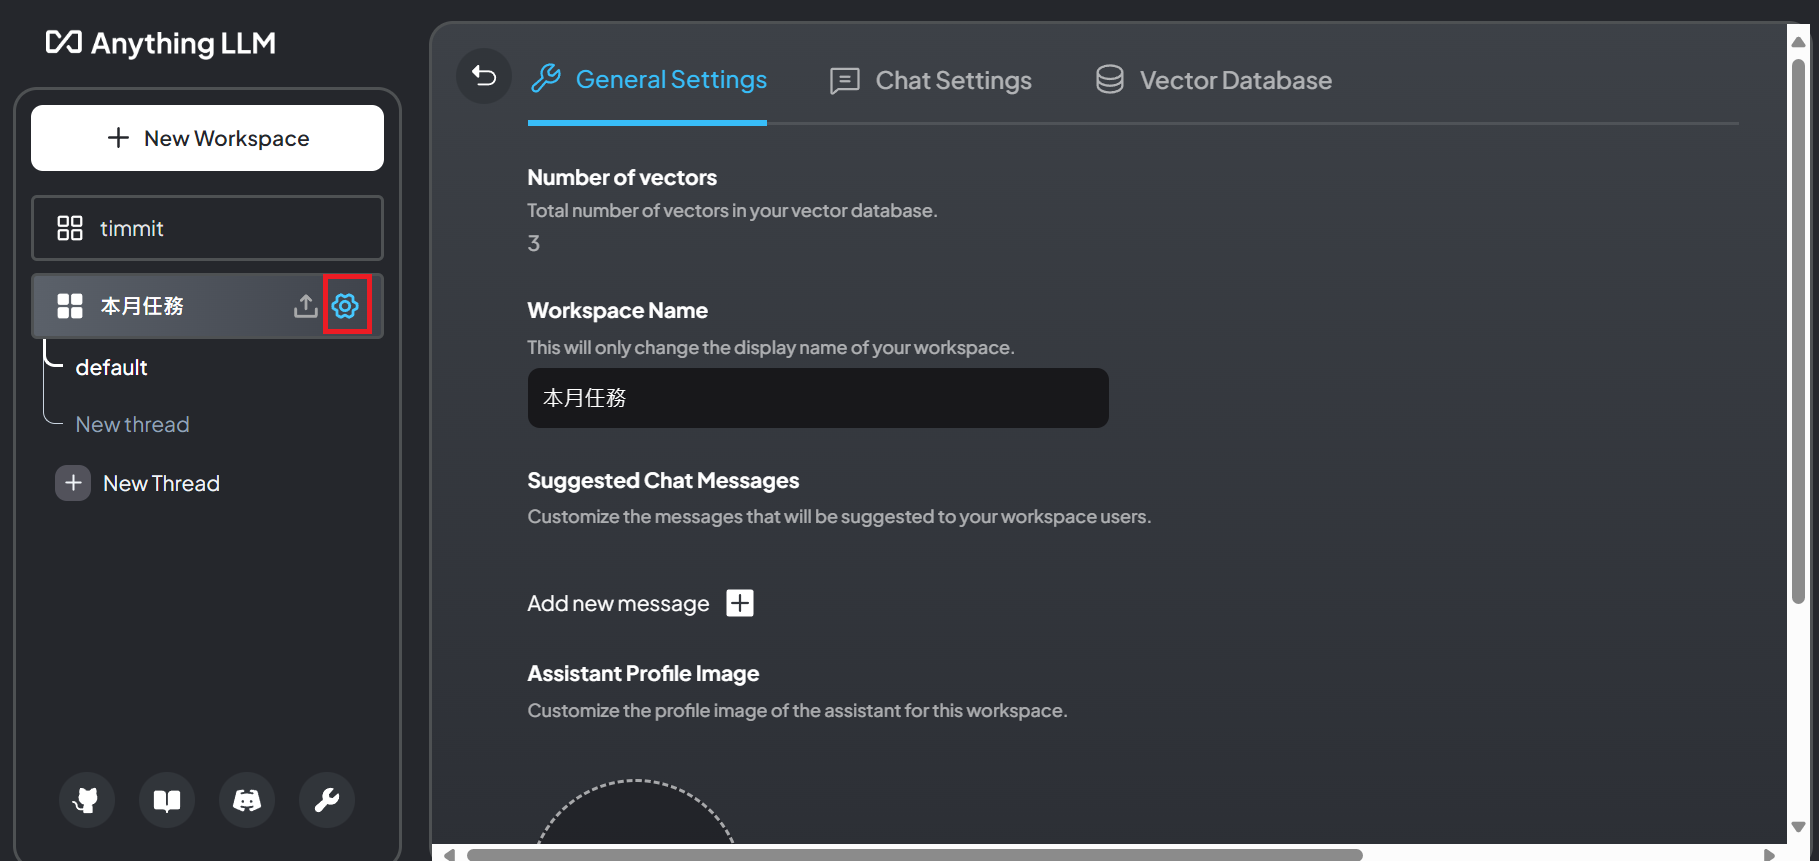 Anything LLM
New Workspace
timmit
本月任務
default
New thread
New Thread
General Settings
Chat Settings
Vector Database
Number of vectors
Total number of vectors in your vector database.
3
Workspace Name
This will only change the display name of your workspace.
本月任務
Suggested Chat Messages
Customize the messages that will be suggested to your workspace users.
Add new message
Assistant Profile Image
Customize the profile image of the assistant for this workspace.